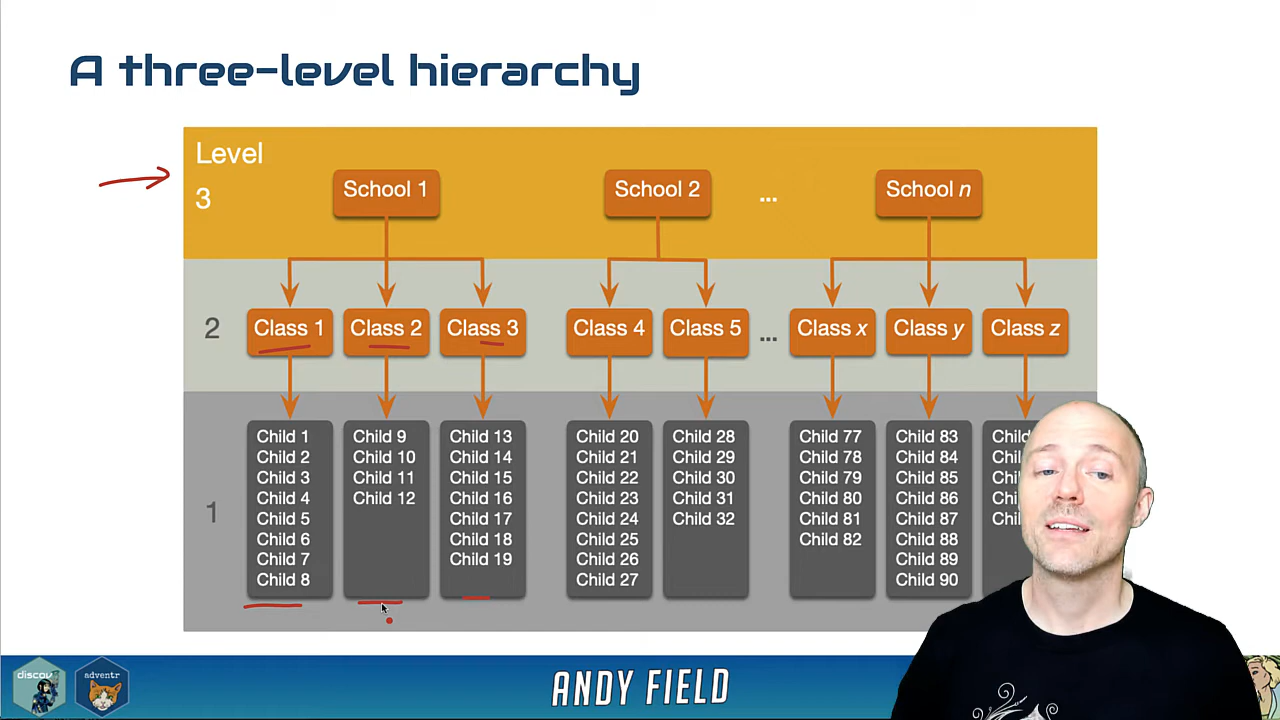 A three-level hierarchy
Level
3
School 1
School 2
...
School n
2
Class 1
Class 2
Class 3
Class 4
Class 5
...
Class x
Class y
Class z
1
Child 1
Child 2
Child 3
Child 4
Child 5
Child 6
Child 7
Child 8
Child 9
Child 10
Child 11
Child 12
Child 13
Child 14
Child 15
Child 16
Child 17
Child 18
Child 19
Child 20
Child 21
Child 22
Child 23
Child 24
Child 25
Child 26
Child 27
Child 28
Child 29
Child 30
Child 31
Child 32
Child 77
Child 78
Child 79
Child 80
Child 81
Child 82
Child 83
Child 84
Child 85
Child 86
Child 87
Child 88
Child 89
Child 90
Child
discov
adventr
ANDY FIELD